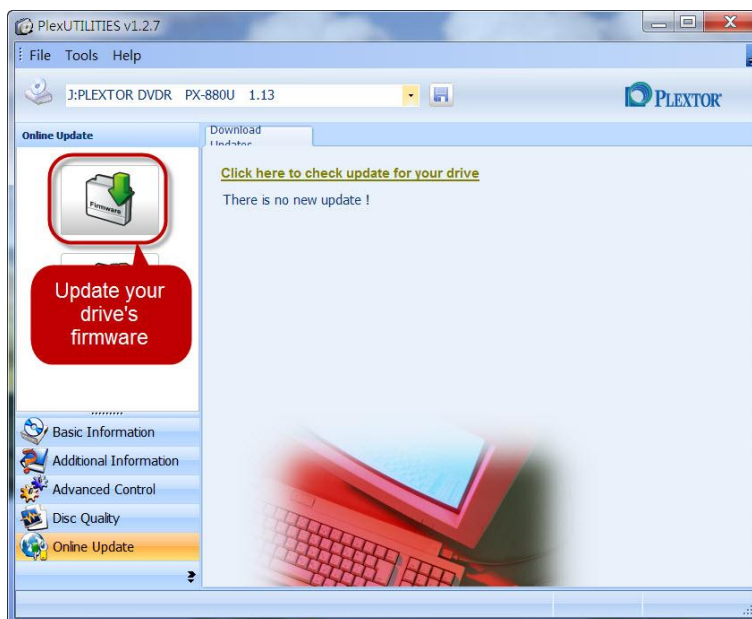 PlexUTILITIES v1.2.7
File Tools Help
J:PLEXTOR DVDR PX-880U 1.13
PLEXTOR
Online Update
Download
Updates
Firmware
Click here to check update for your drive
There is no new update !
Update your
drive's
firmware
Basic Information
Additional Information
Advanced Control
Disc Quality
Online Update